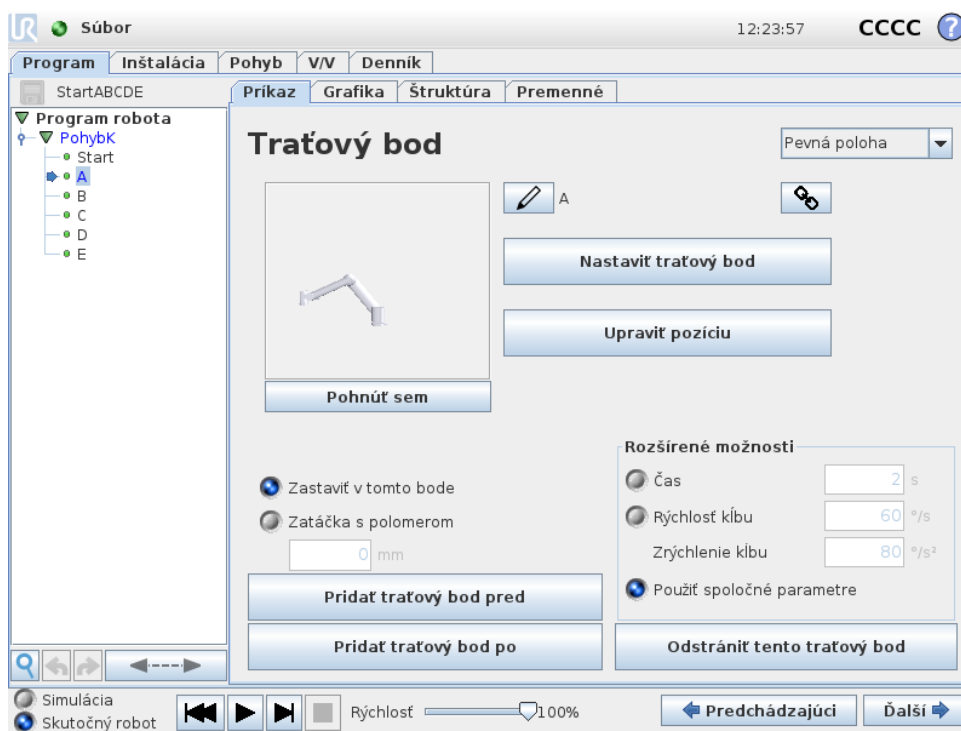 Súbor 12:23:57 CCCC ?
Program Inštalácia Pohyb V/V Denník
StartABCDE Príkaz Grafika Štruktúra Premenné
Program robota
PohybK
Start
A
B
C
D
E
Traťový bod
Pevná poloha
A
Nastaviť traťový bod
Upraviť pozíciu
Pohnúť sem
Zastaviť v tomto bode
Zatáčka s polomerom
0 mm
Rozšírené možnosti
Čas 2 s
Rýchlosť kĺbu 60 °/s
Zrýchlenie kĺbu 80 °/s²
Použiť spoločné parametre
Pridať traťový bod pred
Pridať traťový bod po
Odstrániť tento traťový bod
Simulácia
Skutočný robot
Rýchlosť 100%
Predchádzajúci Ďalší